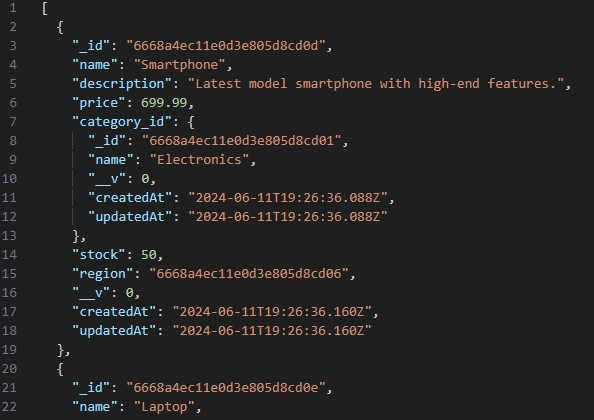 1 [
2 {
3 "_id": "6668a4ec11e0d3e805d8cd0d",
4 "name": "Smartphone",
5 "description": "Latest model smartphone with high-end features.",
6 "price": 699.99,
7 "category_id": {
8 "_id": "6668a4ec11e0d3e805d8cd01",
9 "name": "Electronics",
10 "__v": 0,
11 "createdAt": "2024-06-11T19:26:36.088Z",
12 "updatedAt": "2024-06-11T19:26:36.088Z"
13 },
14 "stock": 50,
15 "region": "6668a4ec11e0d3e805d8cd06",
16 "__v": 0,
17 "createdAt": "2024-06-11T19:26:36.160Z",
18 "updatedAt": "2024-06-11T19:26:36.160Z"
19 },
20 {
21 "_id": "6668a4ec11e0d3e805d8cd0e",
22 "name": "Laptop",